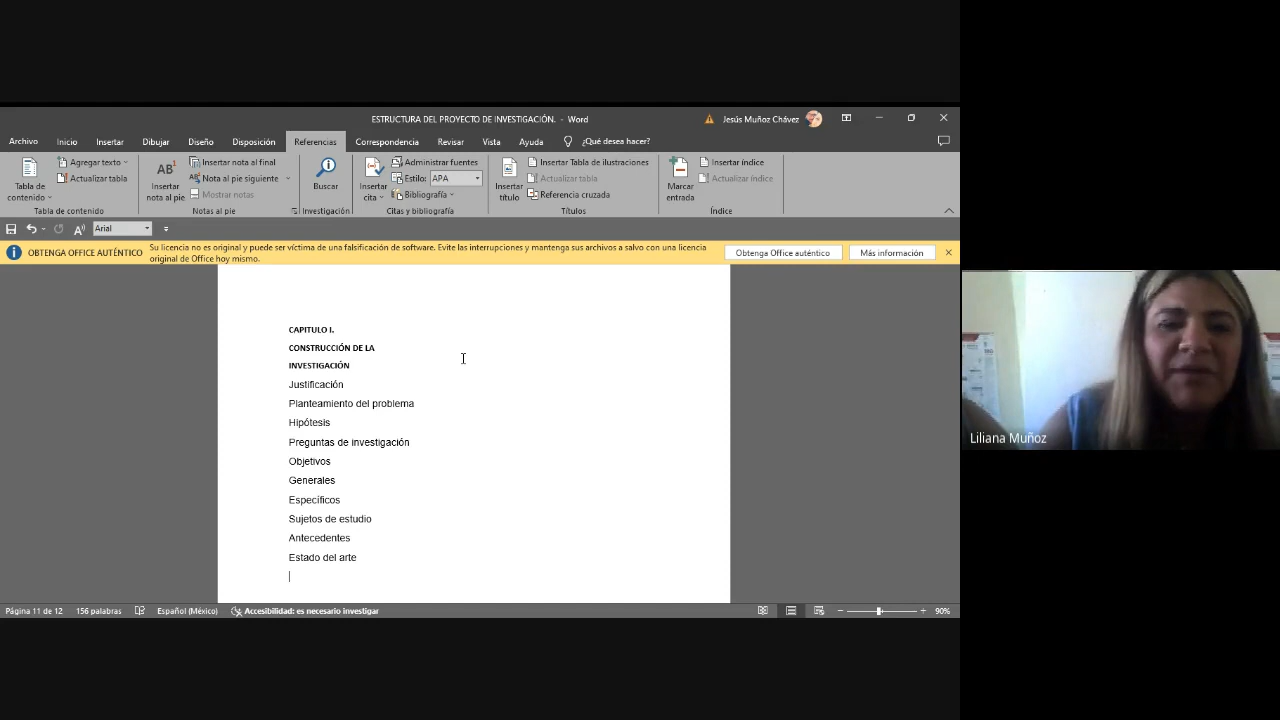 ESTRUCTURA DEL PROYECTO DE INVESTIGACIÓN. - Word
Jesús Muñoz Chávez
Archivo Inicio Insertar Dibujar Diseño Disposición Referencias Correspondencia Revisar Vista Ayuda ¿Qué desea hacer?
Tabla de contenido
Agregar texto
Actualizar tabla
Tabla de contenido
AB1
Insertar nota al pie
Insertar nota al final
Nota al pie siguiente
Mostrar notas
Notas al pie
Buscar
Investigación
Insertar cita
Administrar fuentes
Estilo: APA
Bibliografía
Citas y bibliografía
Insertar título
Insertar Tabla de ilustraciones
Actualizar tabla
Referencia cruzada
Títulos
Marcar entrada
Insertar índice
Actualizar índice
Índice
Arial
OBTENGA OFFICE AUTÉNTICO
Su licencia no es original y puede ser víctima de una falsificación de software. Evite las interrupciones y mantenga sus archivos a salvo con una licencia
original de Office hoy mismo.
Obtenga Office auténtico
Más información
CAPITULO I.
CONSTRUCCIÓN DE LA
INVESTIGACIÓN
Justificación
Planteamiento del problema
Hipótesis
Preguntas de investigación
Objetivos
Generales
Específicos
Sujetos de estudio
Antecedentes
Estado del arte
Liliana Muñoz
Página 11 de 12 156 palabras Español (México) Accesibilidad: es necesario investigar 90%